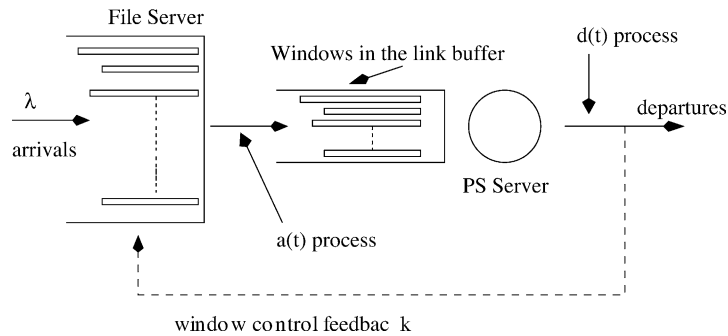 File Server
Windows in the link buffer
d(t) process
λ
arrivals
departures
PS Server
a(t) process
window control feedbac k